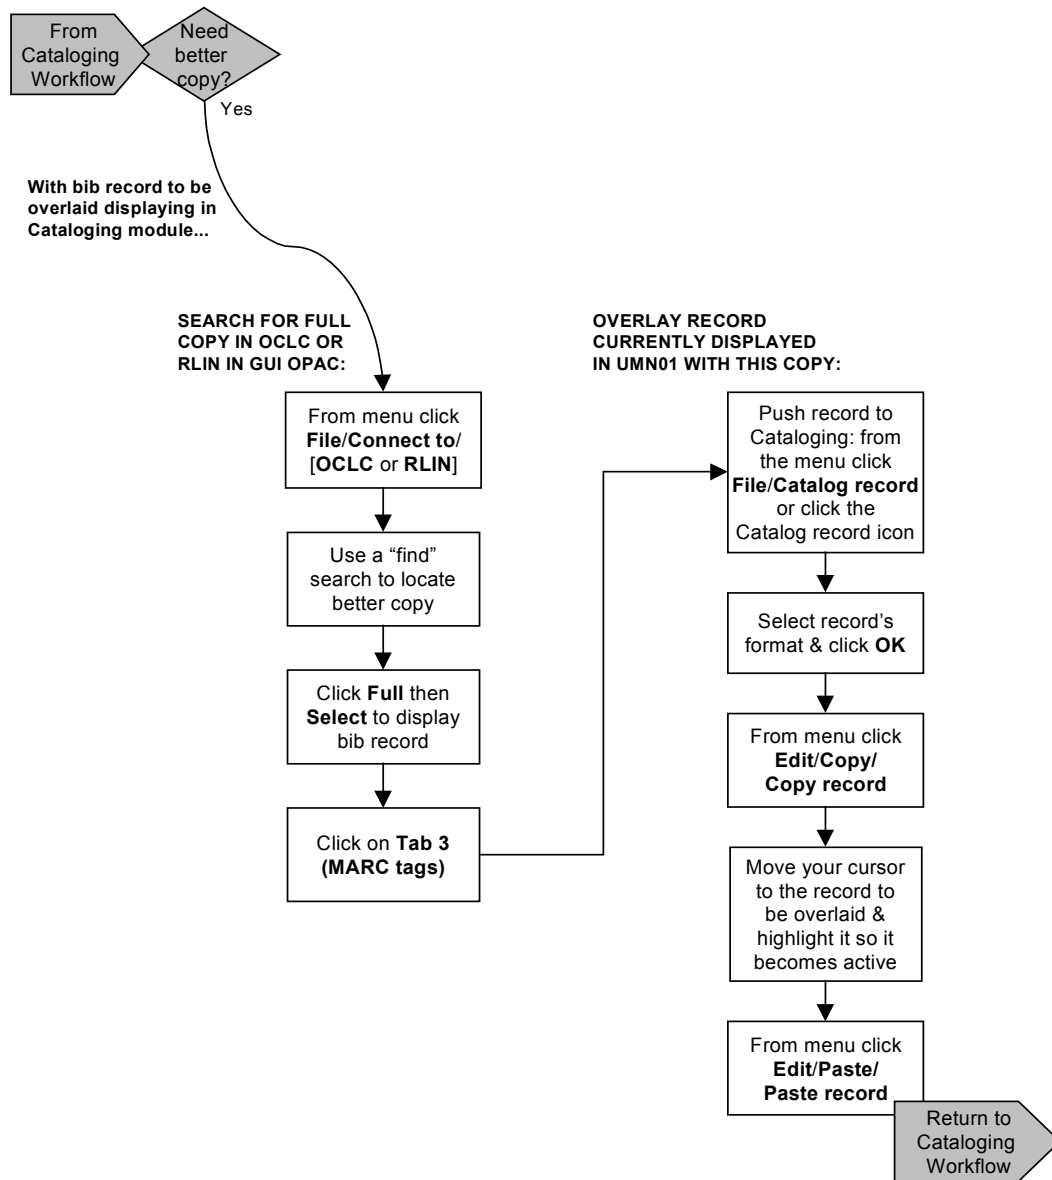 From
Cataloging
Workflow
Need
better
copy?
Yes
With bib record to be
overlaid displaying in
Cataloging module...
SEARCH FOR FULL
COPY IN OCLC OR
RLIN IN GUI OPAC:
From menu click
File/Connect to/
[OCLC or RLIN]
Use a “find”
search to locate
better copy
Click Full then
Select to display
bib record
Click on Tab 3
(MARC tags)
OVERLAY RECORD
CURRENTLY DISPLAYED
IN UMN01 WITH THIS COPY:
Push record to
Cataloging: from
the menu click
File/Catalog record
or click the
Catalog record icon
Select record's
format & click OK
From menu click
Edit/Copy/
Copy record
Move your cursor
to the record to
be overlaid &
highlight it so it
becomes active
From menu click
Edit/Paste/
Paste record
Return to
Cataloging
Workflow